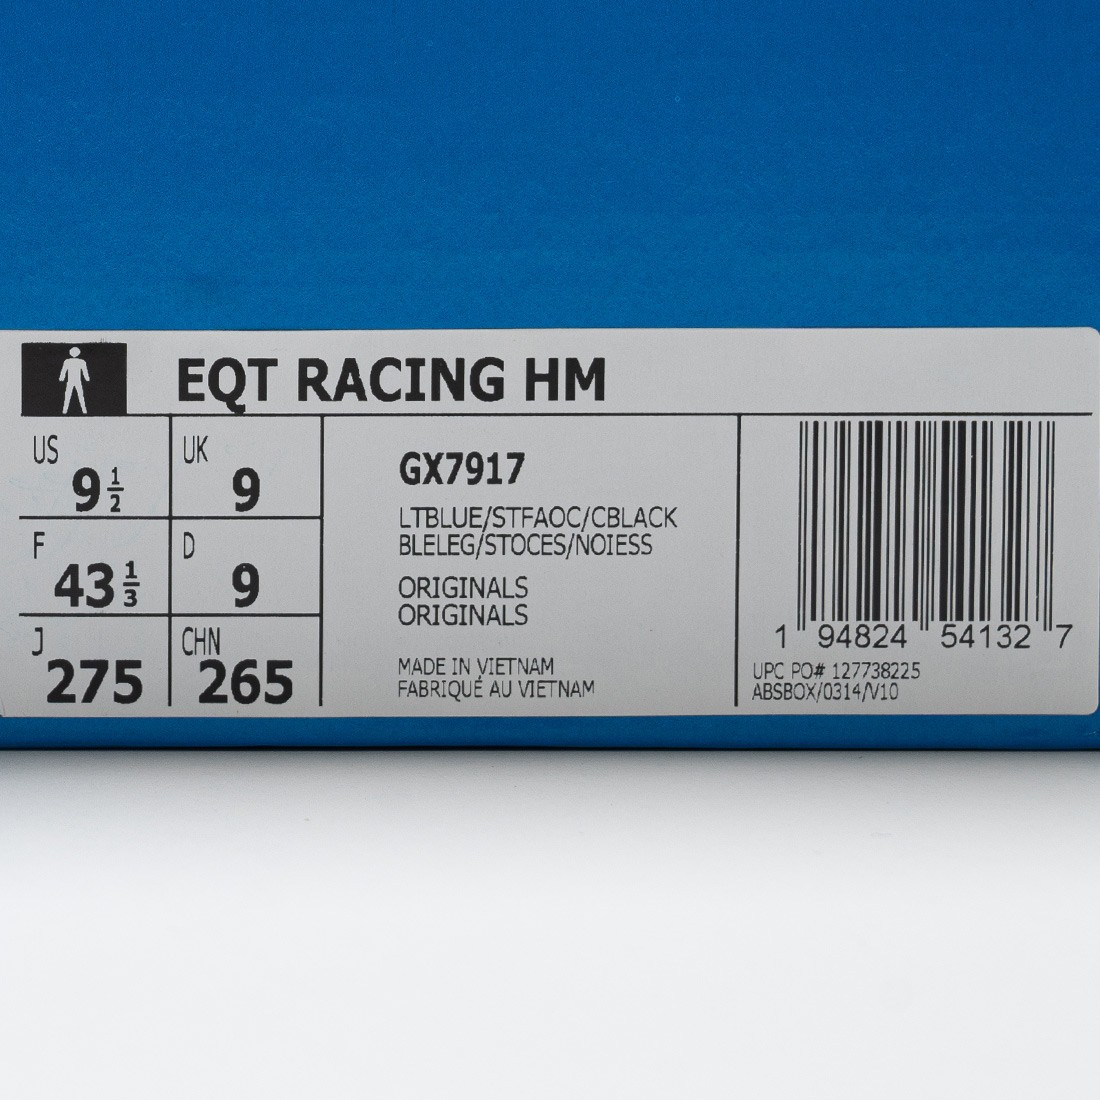 EQT RACING HM
US
9 1/2
UK
9
F
43 1/3
D
9
J
275
CHN
265
GX7917
LTBLUE/STFAOC/CBLACK
BLELEG/STOCES/NOIESS
ORIGINALS
ORIGINALS
MADE IN VIETNAM
FABRIQUÉ AU VIETNAM
1 94824 54132 7
UPC PO# 127738225
ABSBOX/0314/V10